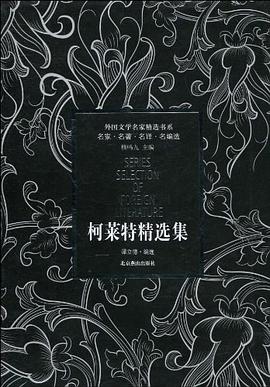 外国文学名家精选书系
名家·名著·名译·名编选
柳鸣九 主编
SERIES
SELECTION
OF
FOREIGN
LITERATURE
柯莱特精选集
谭立德·编选
北京燕山出版社